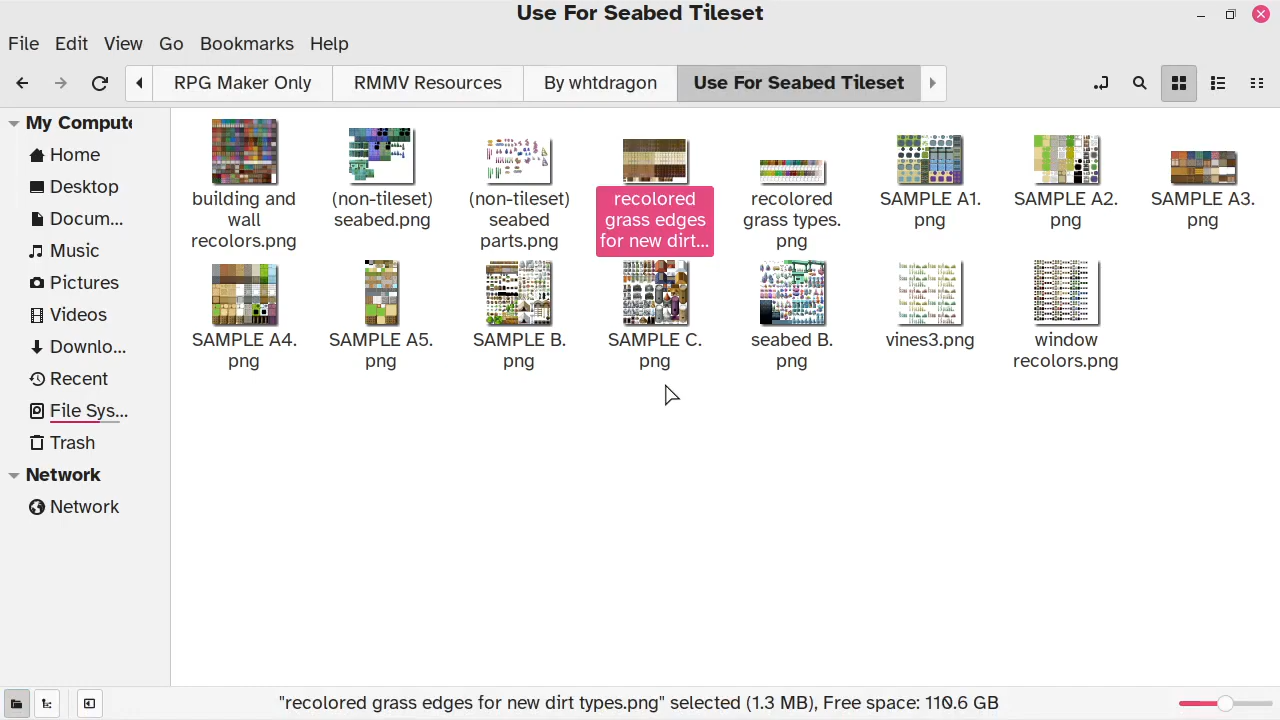 Use For Seabed Tileset
File Edit View Go Bookmarks Help
RPG Maker Only RMMV Resources By whtdragon Use For Seabed Tileset
My Compute
Home
Desktop
Docum...
Music
Pictures
Videos
Downlo...
Recent
File Sys...
Trash
Network
Network
building and
wall
recolors.png
(non-tileset)
seabed.png
(non-tileset)
seabed
parts.png
recolored
grass edges
for new dirt...
recolored
grass types.
png
SAMPLE A1.
png
SAMPLE A2.
png
SAMPLE A3.
png
SAMPLE A4.
png
SAMPLE A5.
png
SAMPLE B.
png
SAMPLE C.
png
seabed B.
png
vines3.png
window
recolors.png
"recolored grass edges for new dirt types.png" selected (1.3 MB), Free space: 110.6 GB